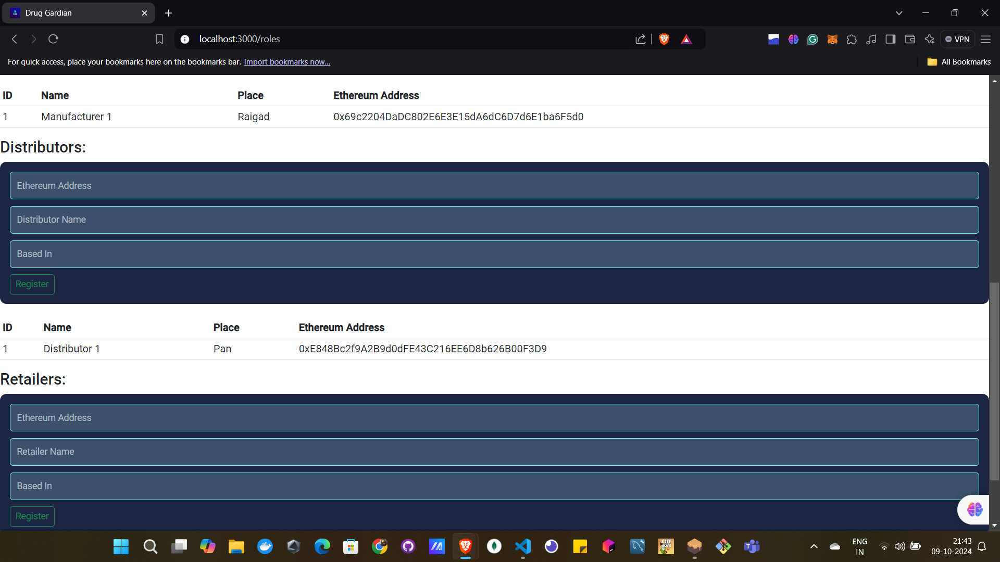 Drug Gardian
localhost:3000/roles
VPN
For quick access, place your bookmarks here on the bookmarks bar. Import bookmarks now...
All Bookmarks
ID Name Place Ethereum Address
1 Manufacturer 1 Raigad 0x69c2204DaDC802E6E3E15dA6dC6D7d6E1ba6F5d0
Distributors:
Ethereum Address
Distributor Name
Based In
Register
ID Name Place Ethereum Address
1 Distributor 1 Pan 0xE848Bc2f9A2B9d0dFE43C216EE6D8b626B00F3D9
Retailers:
Ethereum Address
Retailer Name
Based In
Register
CUT
ROPE
ENG
IN
21:43
09-10-2024